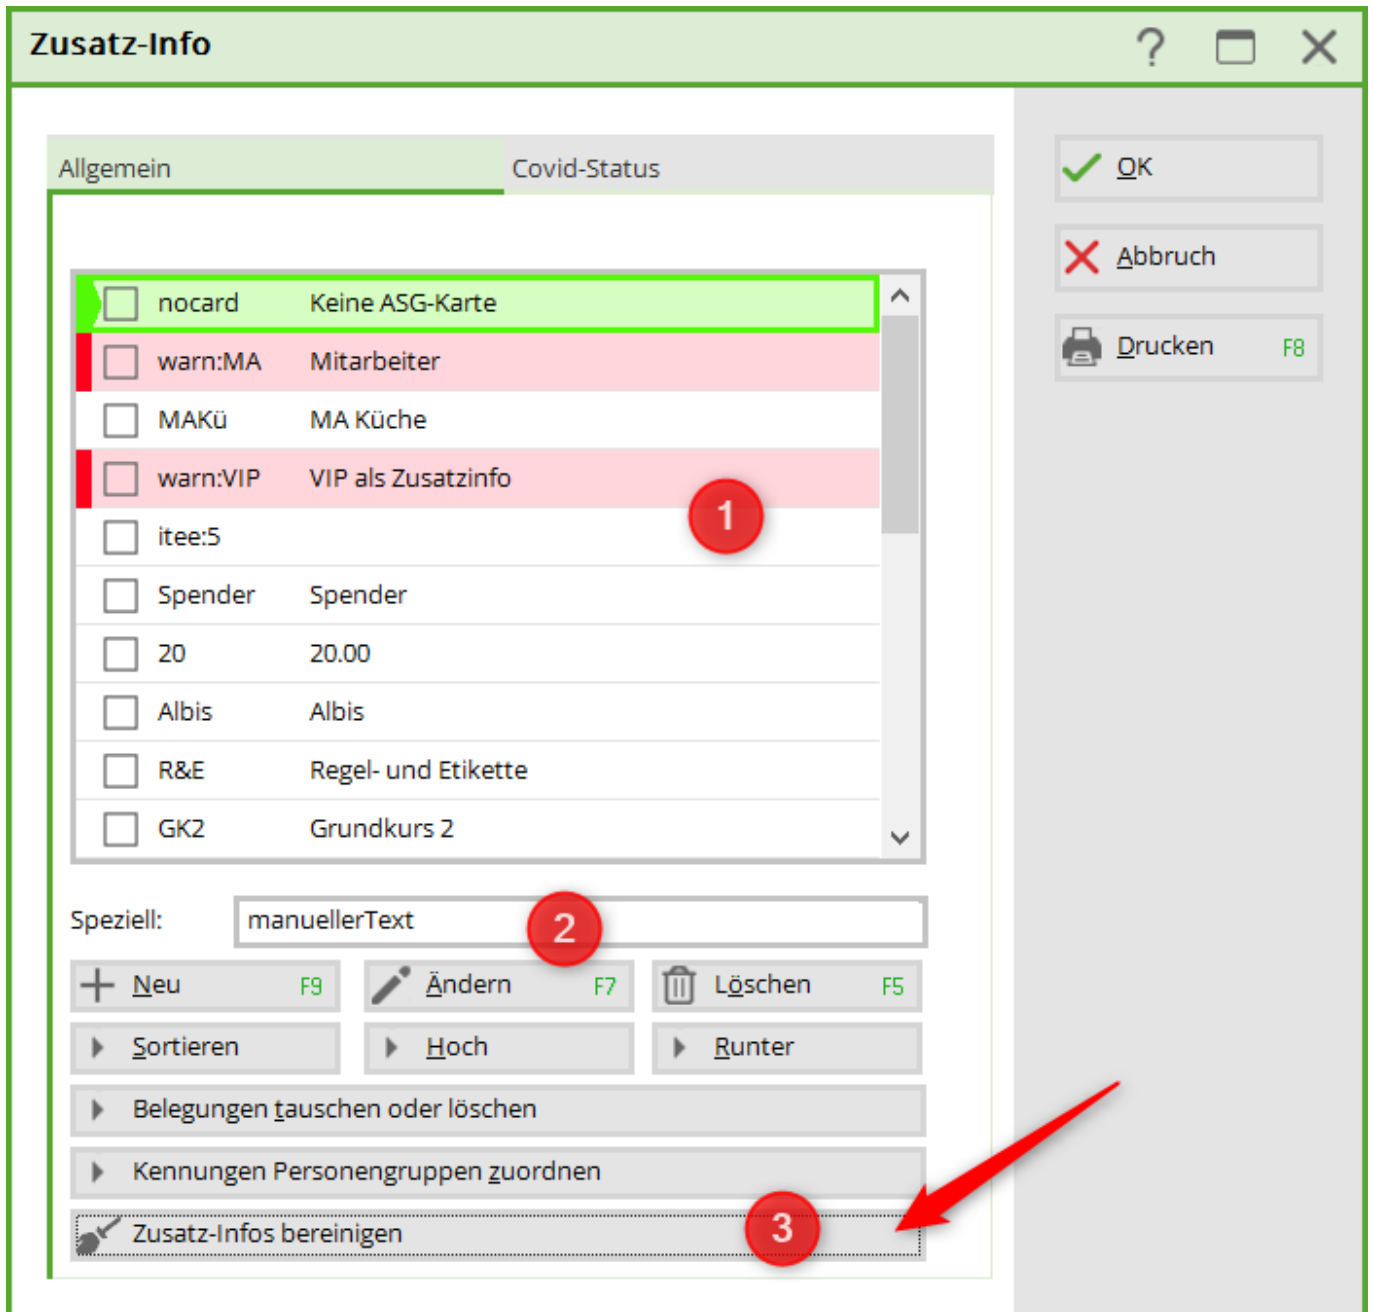 Zusatz-Info ?
Allgemein Covid-Status
nocard Keine ASG-Karte
warn:MA Mitarbeiter
MAKü MA Küche
warn:VIP VIP als Zusatzinfo
1
itee:5
Spender Spender
20 20.00
Albis Albis
R&E Regel- und Etikette
GK2 Grundkurs 2
Speziell: manuellerText
2
Neu F9 Ändern F7 Löschen F5
Sortieren Hoch Runter
Belegungen tauschen oder löschen
Kennungen Personengruppen zuordnen
Zusatz-Infos bereinigen
3
OK
Abbruch
Drucken F8